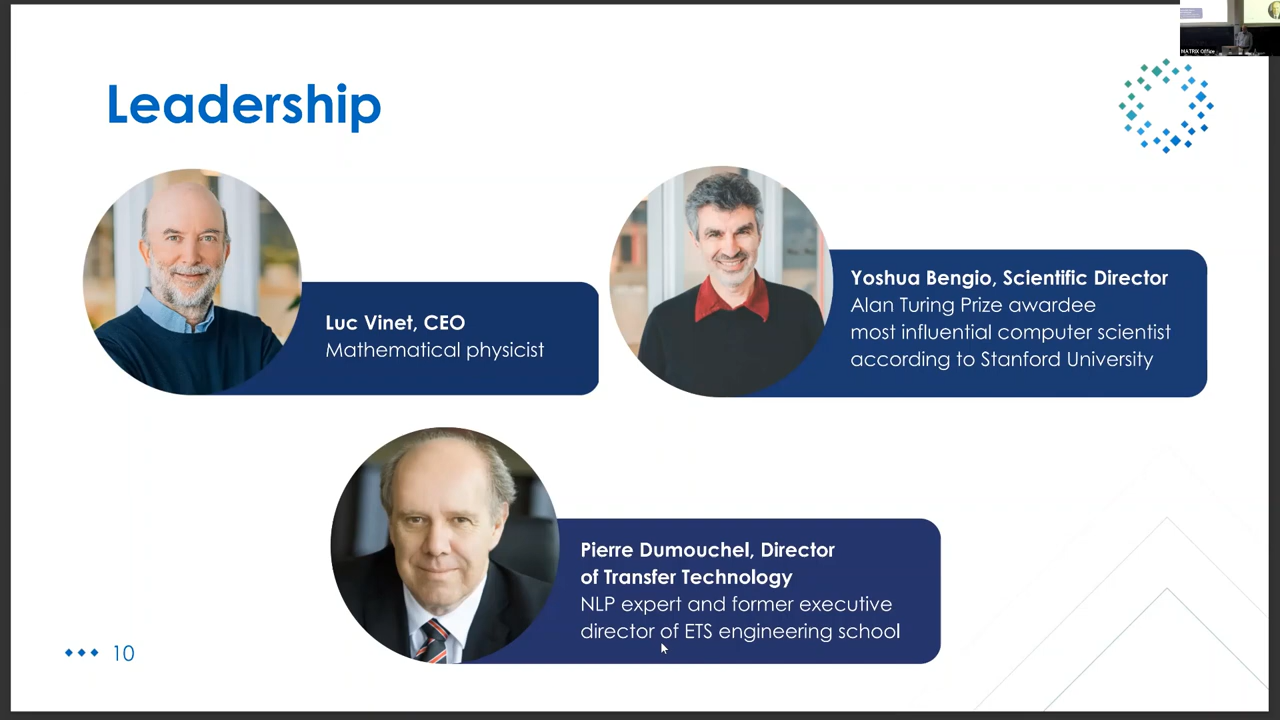 MATRIX Office
Leadership
Luc Vinet, CEO
Mathematical physicist
Yoshua Bengio, Scientific Director
Alan Turing Prize awardee
most influential computer scientist
according to Stanford University
Pierre Dumouchel, Director
of Transfer Technology
NLP expert and former executive
director of ETS engineering school
10